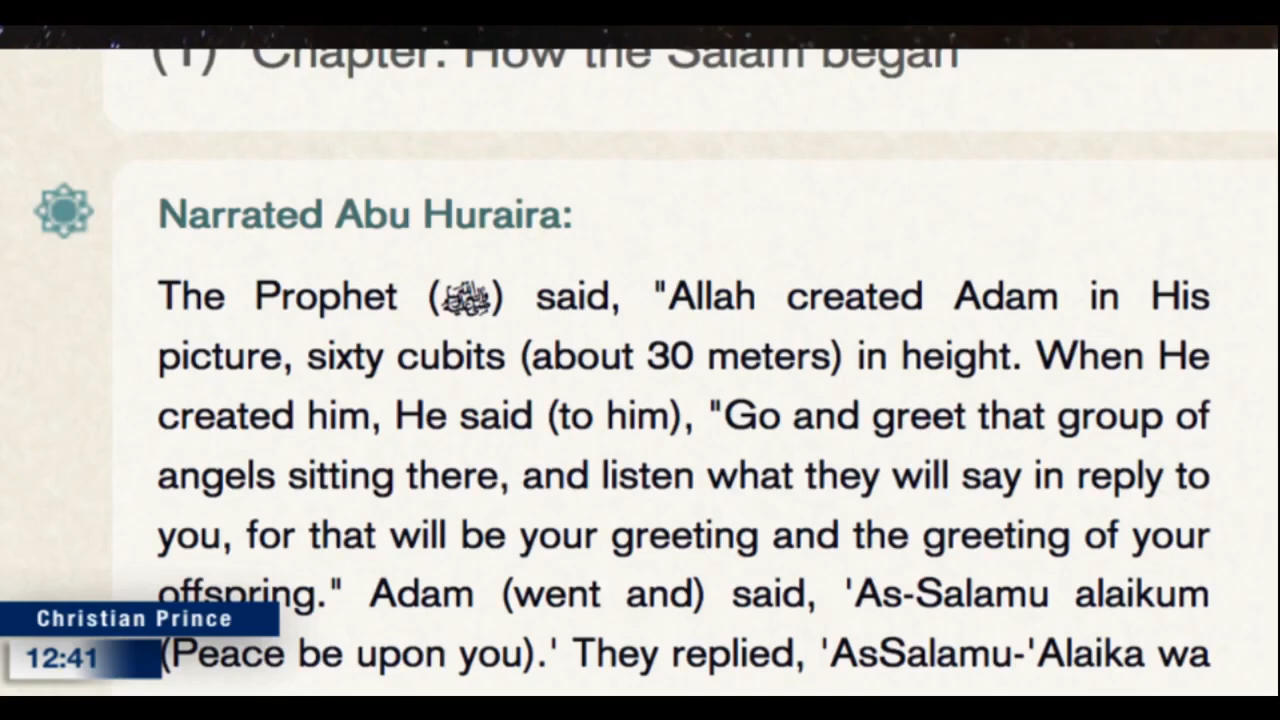 (1) Chapter: How the Salam began
Narrated Abu Huraira:
The Prophet (ﷺ) said, "Allah created Adam in His
picture, sixty cubits (about 30 meters) in height. When He
created him, He said (to him), "Go and greet that group of
angels sitting there, and listen what they will say in reply to
you, for that will be your greeting and the greeting of your
offspring." Adam (went and) said, 'As-Salamu alaikum
(Peace be upon you).' They replied, 'AsSalamu-'Alaika wa
Christian Prince
12:41